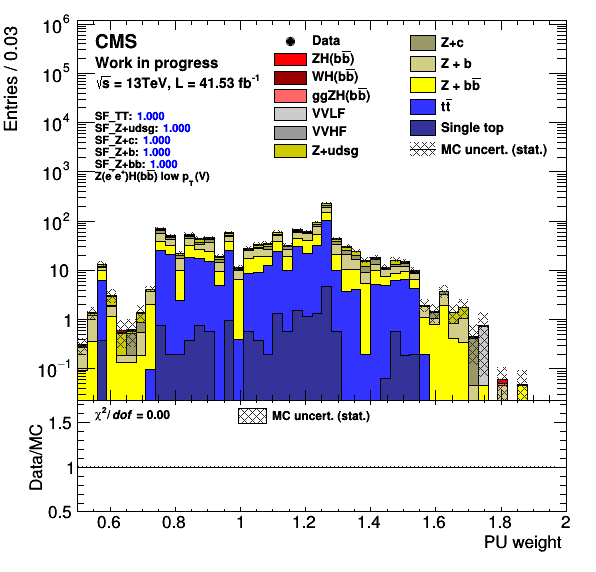 CMS
Work in progress
√s = 13TeV, L = 41.53 fb⁻¹
SF_TT: 1.000
SF_Z+udsg: 1.000
SF_Z+c: 1.000
SF_Z+b: 1.000
SF_Z+bb: 1.000
Z(e⁻e⁺)H(bb̅) low p_T(V)
Data
ZH(bb̅)
WH(bb̅)
ggZH(bb̅)
VVLF
VVHF
Z+udsg
Z+c
Z + b
Z + bb̅
tt̅
Single top
MC uncert. (stat.)
Entries / 0.03
10⁶
10⁵
10⁴
10³
10²
10
1
10⁻¹
χ²/dof = 0.00
MC uncert. (stat.)
Data/MC
1.5
1
0.5
0.6 0.8 1 1.2 1.4 1.6 1.8 2
PU weight